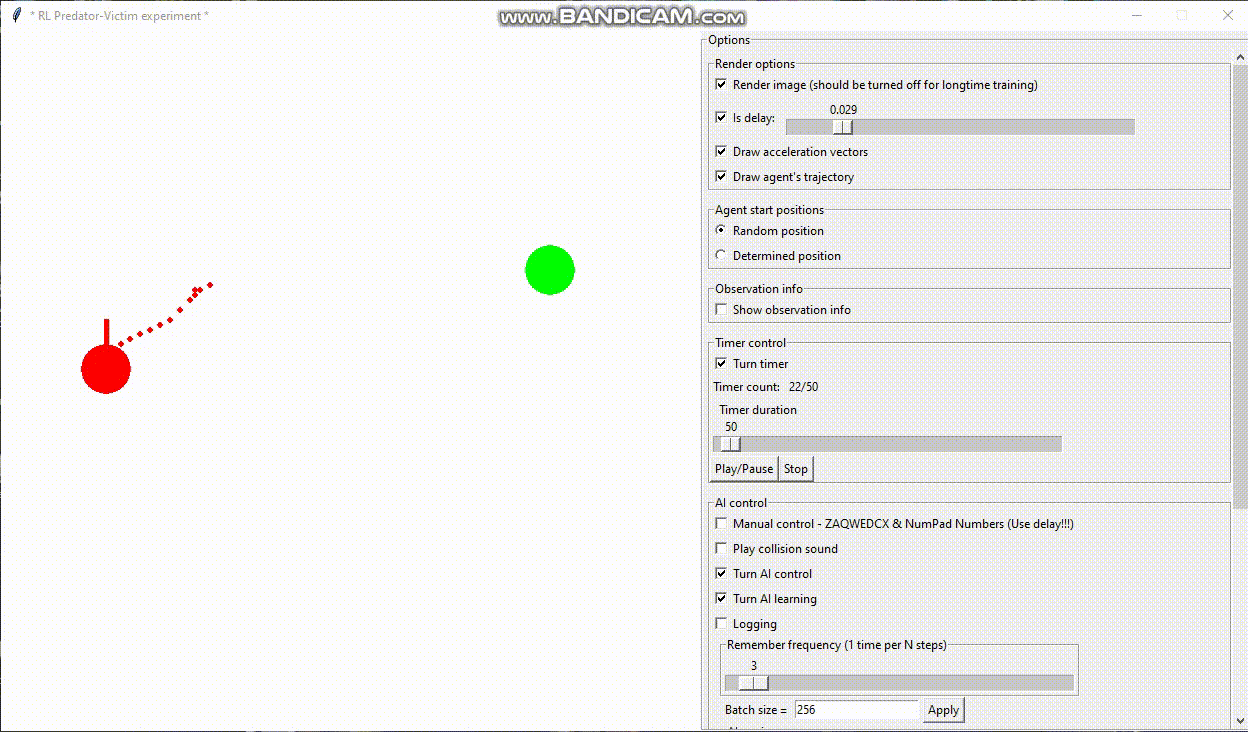 * RL Predator-Victim experiment *
www.BANDICAM.com
Options
Render options
Render image (should be turned off for longtime training)
0.029
Is delay:
Draw acceleration vectors
Draw agent's trajectory
Agent start positions
Random position
Determined position
Observation info
Show observation info
Timer control
Turn timer
Timer count: 22/50
Timer duration
50
Play/Pause Stop
AI control
Manual control - ZAQWEDCX & NumPad Numbers (Use delay!!!)
Play collision sound
Turn AI control
Turn AI learning
Logging
Remember frequency (1 time per N steps)
3
Batch size = 256 Apply